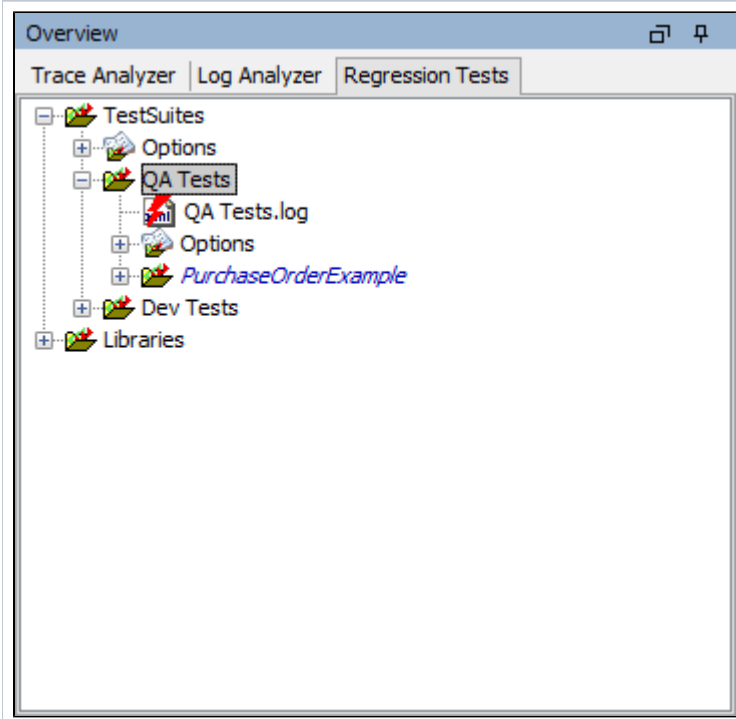 Overview
Trace Analyzer Log Analyzer Regression Tests
TestSuites
Options
QA Tests
QA Tests.log
Options
PurchaseOrderExample
Dev Tests
Libraries